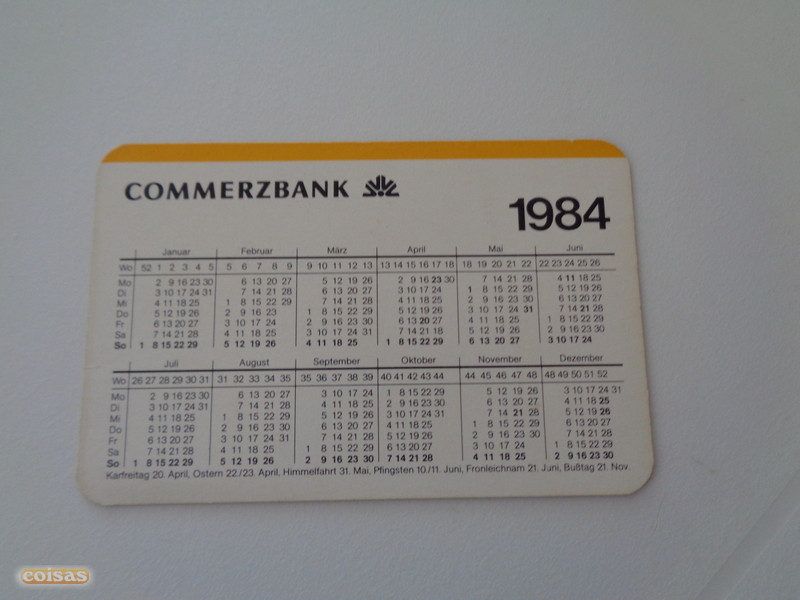 COMMERZBANK
1984
Januar Februar März April Mai Juni
Wo 52 1 2 3 4 5 5 6 7 8 9 9 10 11 12 13 13 14 15 16 17 18 18 19 20 21 22 22 23 24 25 26
Mo 2 9 16 23 30 6 13 20 27 5 12 19 26 2 9 16 23 30 7 14 21 28 4 11 18 25
Di 3 10 17 24 31 7 14 21 28 6 13 20 27 3 10 17 24 1 8 15 22 29 5 12 19 26
Mi 4 11 18 25 1 8 15 22 29 7 14 21 28 4 11 18 25 2 9 16 23 30 6 13 20 27
Do 5 12 19 26 2 9 16 23 1 8 15 22 29 5 12 19 26 3 10 17 24 31 7 14 21 28
Fr 6 13 20 27 3 10 17 24 2 9 16 23 30 6 13 20 27 4 11 18 25 1 8 15 22 29
Sa 7 14 21 28 4 11 18 25 3 10 17 24 31 7 14 21 28 5 12 19 26 2 9 16 23 30
So 1 8 15 22 29 5 12 19 26 4 11 18 25 1 8 15 22 29 6 13 20 27 3 10 17 24
Juli August September Oktober November Dezember
Wo 26 27 28 29 30 31 31 32 33 34 35 35 36 37 38 39 40 41 42 43 44 44 45 46 47 48 48 49 50 51 52
Mo 2 9 16 23 30 6 13 20 27 3 10 17 24 1 8 15 22 29 5 12 19 26 3 10 17 24 31
Di 3 10 17 24 31 7 14 21 28 4 11 18 25 2 9 16 23 30 6 13 20 27 4 11 18 25
Mi 4 11 18 25 1 8 15 22 29 5 12 19 26 3 10 17 24 31 7 14 21 28 5 12 19 26
Do 5 12 19 26 2 9 16 23 30 6 13 20 27 4 11 18 25 1 8 15 22 29 6 13 20 27
Fr 6 13 20 27 3 10 17 24 31 7 14 21 28 5 12 19 26 2 9 16 23 30 7 14 21 28
Sa 7 14 21 28 4 11 18 25 1 8 15 22 29 6 13 20 27 3 10 17 24 1 8 15 22 29
So 1 8 15 22 29 5 12 19 26 2 9 16 23 30 7 14 21 28 4 11 18 25 2 9 16 23 30
Karfreitag 20. April, Ostern 22./23. April, Himmelfahrt 31. Mai, Pfingsten 10./11. Juni, Fronleichnam 21. Juni, Bußtag 21. Nov.
coisas